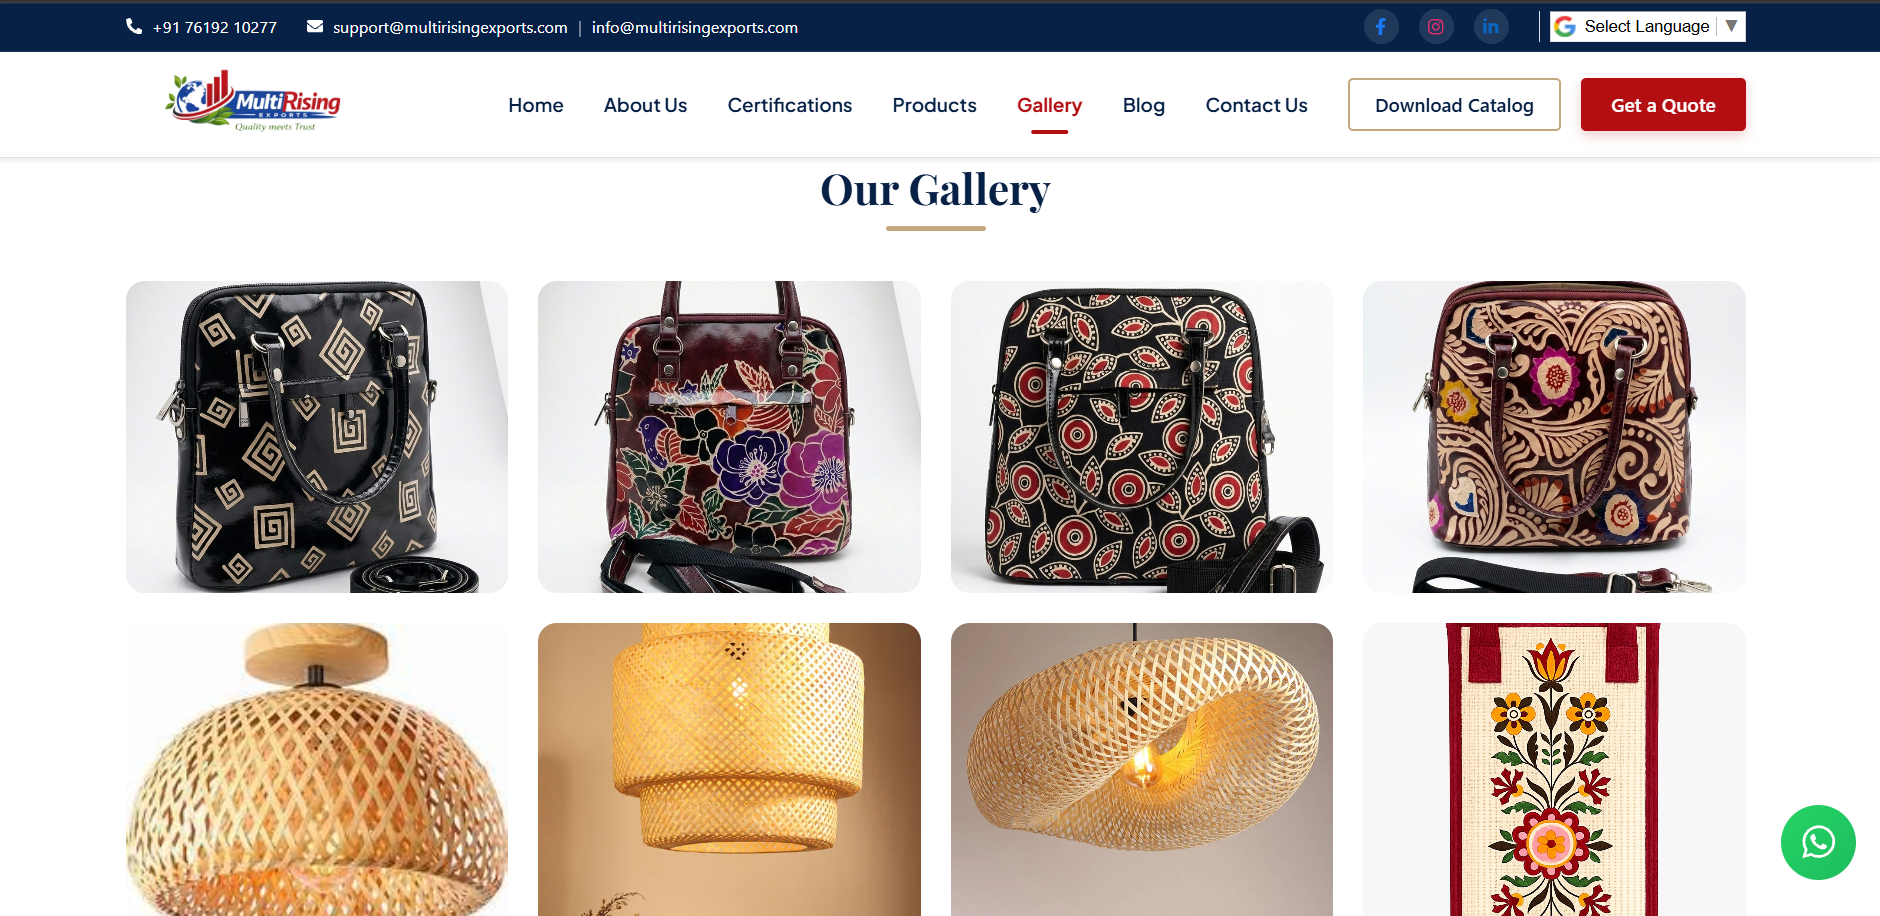 +91 76192 10277
support@multirisingexports.com | info@multirisingexports.com
Select Language ▼
MultiRising
EXPORTS
Quality meets Trust
Home
About Us
Certifications
Products
Gallery
Blog
Contact Us
Download Catalog
Get a Quote
Our Gallery